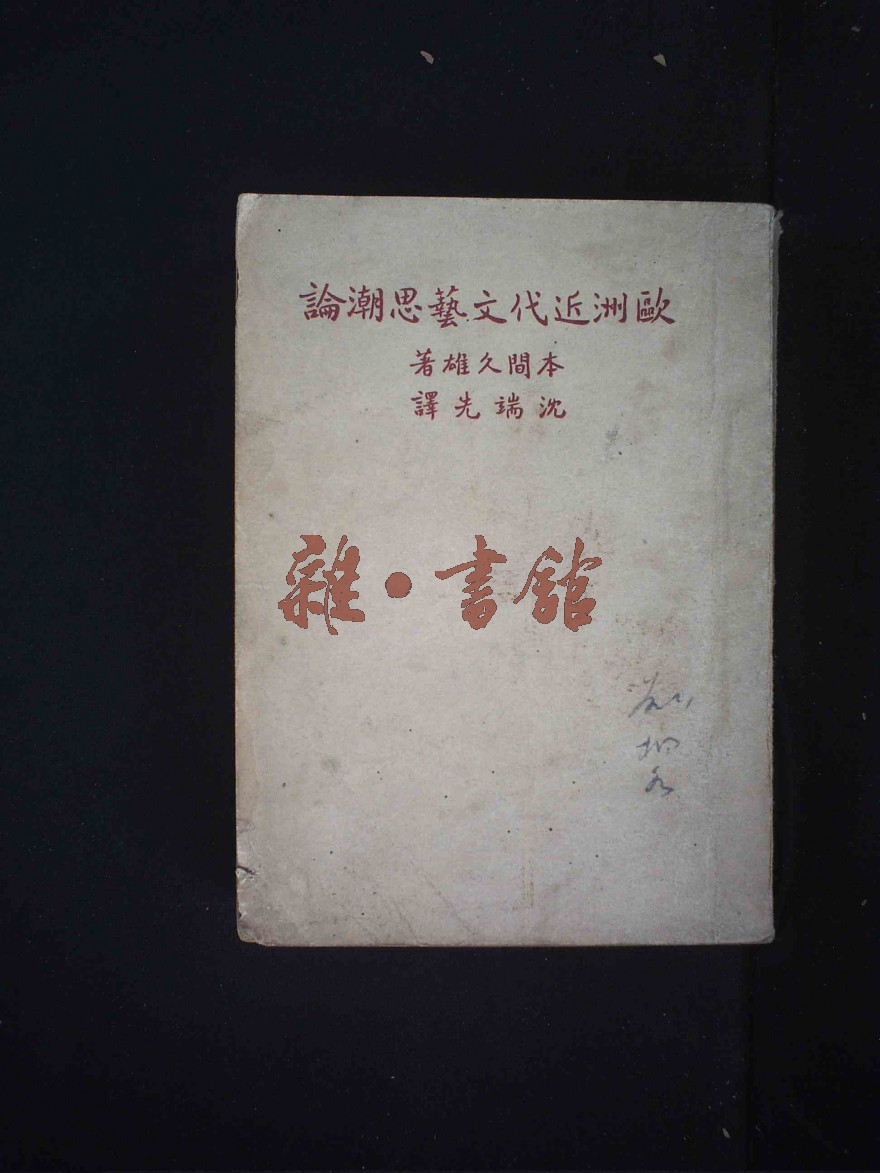 歐洲近代文藝思潮論
本間久雄著
沈端先譯
雜·書館